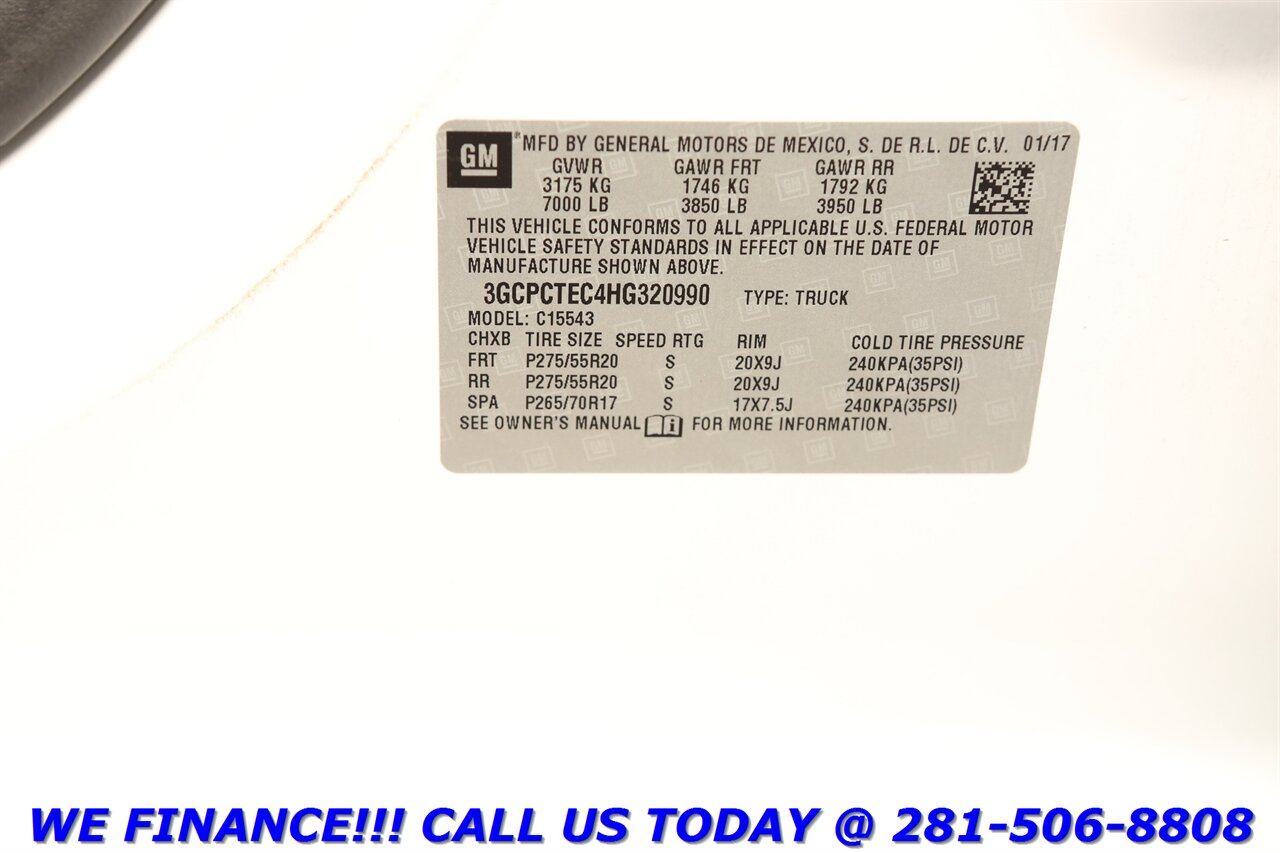 GM ® MFD BY GENERAL MOTORS DE MEXICO, S. DE R.L. DE C.V. 01/17
GVWR GAWR FRT GAWR RR
3175 KG 1746 KG 1792 KG
7000 LB 3850 LB 3950 LB
THIS VEHICLE CONFORMS TO ALL APPLICABLE U.S. FEDERAL MOTOR
VEHICLE SAFETY STANDARDS IN EFFECT ON THE DATE OF
MANUFACTURE SHOWN ABOVE.
3GCPCTEC4HG320990 TYPE: TRUCK
MODEL: C15543
CHXB TIRE SIZE SPEED RTG RIM COLD TIRE PRESSURE
FRT P275/55R20 S 20X9J 240KPA(35PSI)
RR P275/55R20 S 20X9J 240KPA(35PSI)
SPA P265/70R17 S 17X7.5J 240KPA(35PSI)
SEE OWNER'S MANUAL i FOR MORE INFORMATION.
WE FINANCE!!! CALL US TODAY @ 281-506-8808